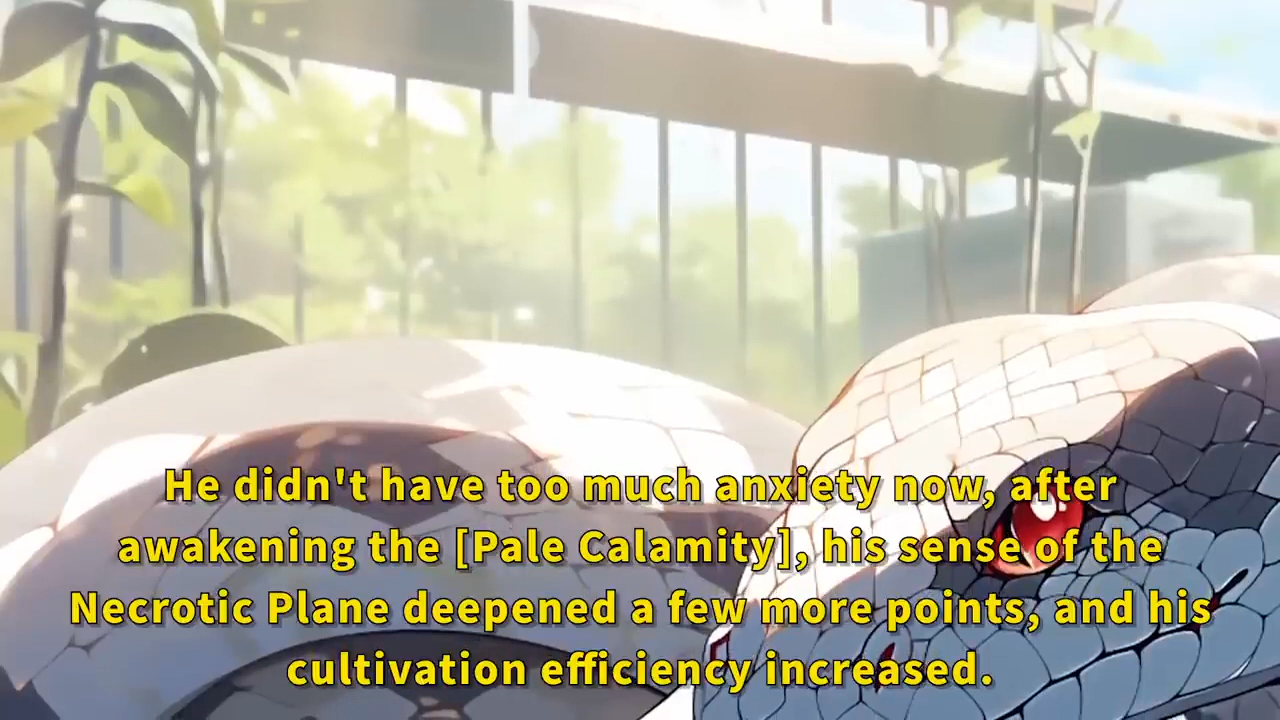 He didn't have too much anxiety now, after
awakening the [Pale Calamity], his sense of the
Necrotic Plane deepened a few more points, and his
cultivation efficiency increased.